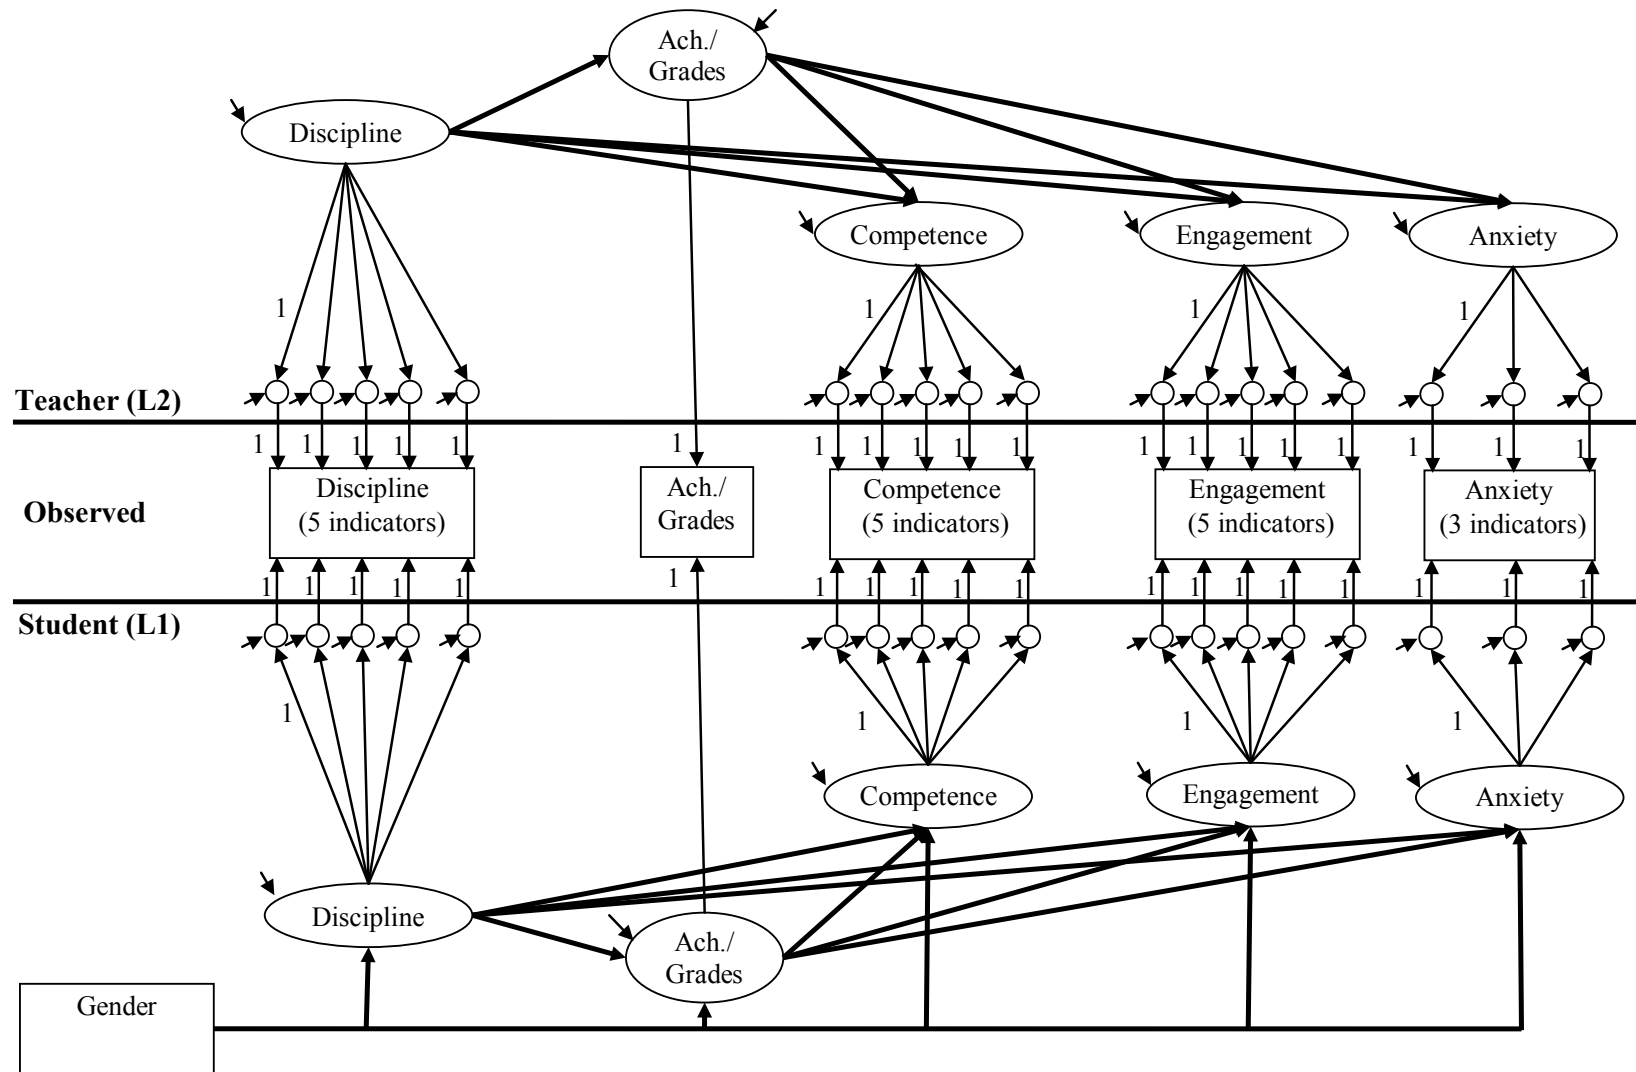 Ach./
Grades
Discipline
Competence
Engagement
Anxiety
1
1
1
1
Teacher (L2)
1 1 1 1 1
1
1 1 1 1 1
1 1 1 1 1
1 1 1
Observed
Discipline
(5 indicators)
Ach./
Grades
Competence
(5 indicators)
Engagement
(5 indicators)
Anxiety
(3 indicators)
1 1 1 1 1
1
1 1 1 1 1
1 1 1 1 1
1 1 1
Student (L1)
1
1
1
1
Competence
Engagement
Anxiety
Discipline
Ach./
Grades
Gender